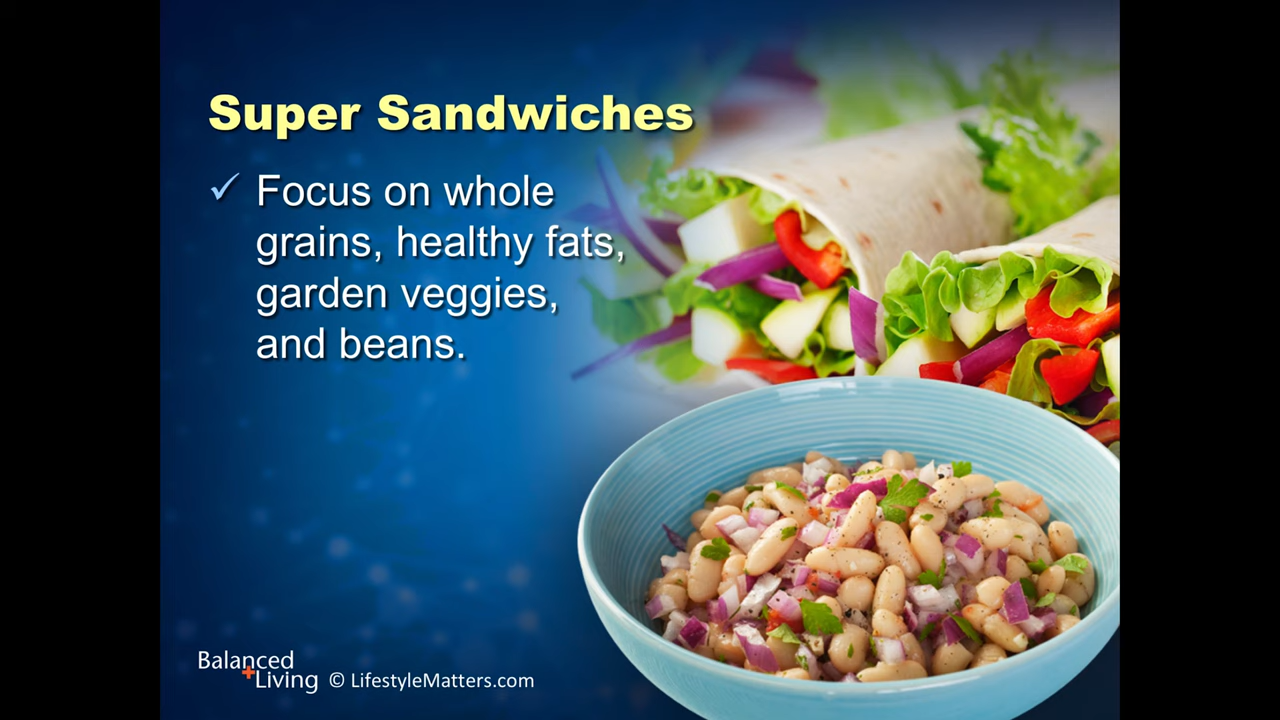 Super Sandwiches
✓ Focus on whole
grains, healthy fats,
garden veggies,
and beans.
Balanced
+Living © LifestyleMatters.com